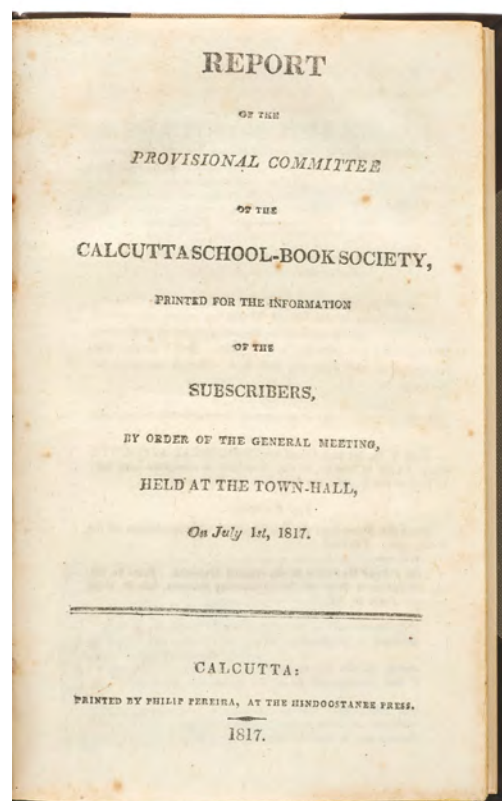 REPORT
OF THE
PROVISIONAL COMMITTEE
OF THE
CALCUTTA SCHOOL-BOOK SOCIETY,
PRINTED FOR THE INFORMATION
OF THE
SUBSCRIBERS,
BY ORDER OF THE GENERAL MEETING,
HELD AT THE TOWN-HALL,
On July 1st, 1817.
CALCUTTA:
PRINTED BY PHILIP PEREIRA, AT THE HINDOOSTANEE PRESS.
1817.